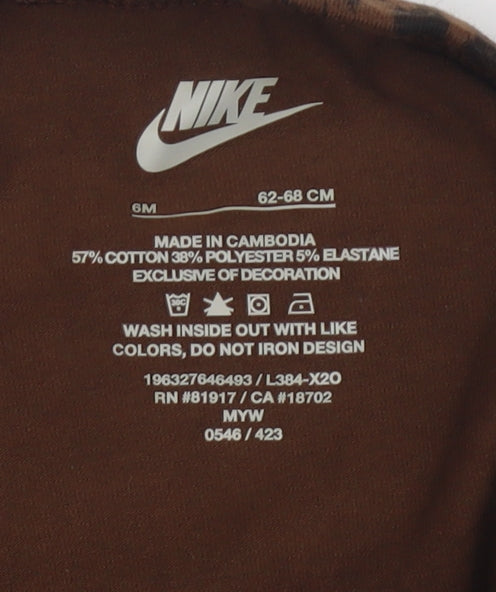 NIKE
6M 62-68 CM
MADE IN CAMBODIA
57% COTTON 38% POLYESTER 5% ELASTANE
EXCLUSIVE OF DECORATION
30C
WASH INSIDE OUT WITH LIKE
COLORS, DO NOT IRON DESIGN
196327646493 / L384-X2O
RN #81917 / CA #18702
MYW
0546 / 423